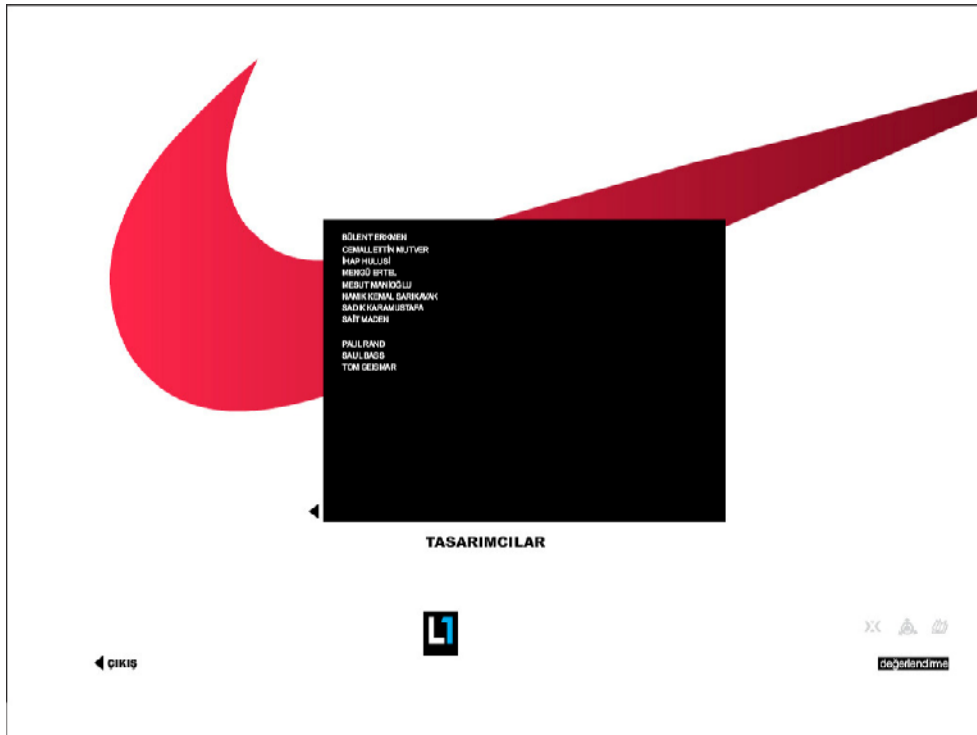 BÜLENT ERKMEN
CEMALLETTİN MUTVER
İHAP HULUSİ
MENGÜ ERTEL
MESUT MANİOĞLU
NAMIK KEMAL SARIKAVAK
SADIK KARAMUSTAFA
SAİT MADEN
PAUL RAND
SAUL BASS
TOM GEISMAR
TASARIMCILAR
L1
ÇIKIŞ
değerlendirme